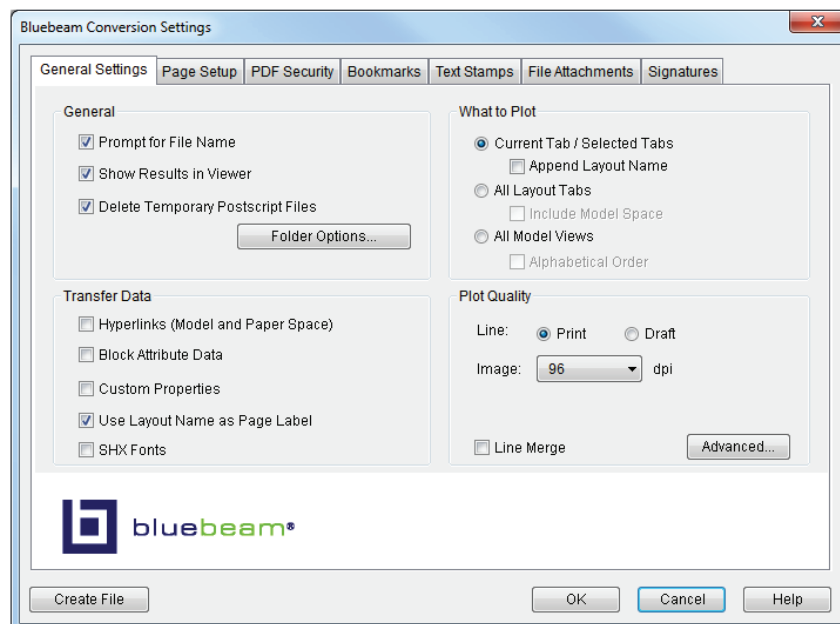 Bluebeam Conversion Settings
General Settings Page Setup PDF Security Bookmarks Text Stamps File Attachments Signatures
General
Prompt for File Name
Show Results in Viewer
Delete Temporary Postscript Files
Folder Options...
What to Plot
Current Tab / Selected Tabs
Append Layout Name
All Layout Tabs
Include Model Space
All Model Views
Alphabetical Order
Transfer Data
Hyperlinks (Model and Paper Space)
Block Attribute Data
Custom Properties
Use Layout Name as Page Label
SHX Fonts
Plot Quality
Line: Print Draft
Image: 96 dpi
Line Merge Advanced...
bluebeam®
Create File OK Cancel Help